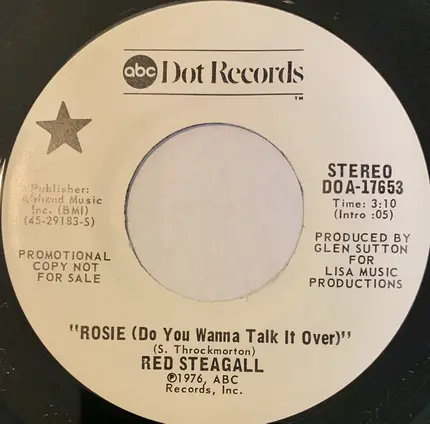 abc Dot Records
TM
Publisher:
Music
Inc. (BMI)
(45-29183-S)
PROMOTIONAL
COPY NOT
FOR SALE
STEREO
DOA-17653
Time: 3:10
(Intro :05)
PRODUCED BY
GLEN SUTTON
FOR
LISA MUSIC
PRODUCTIONS
"ROSIE (Do You Wanna Talk It Over)"
(S. Throckmorton)
RED STEAGALL
Ⓟ1976, ABC
Records, Inc.